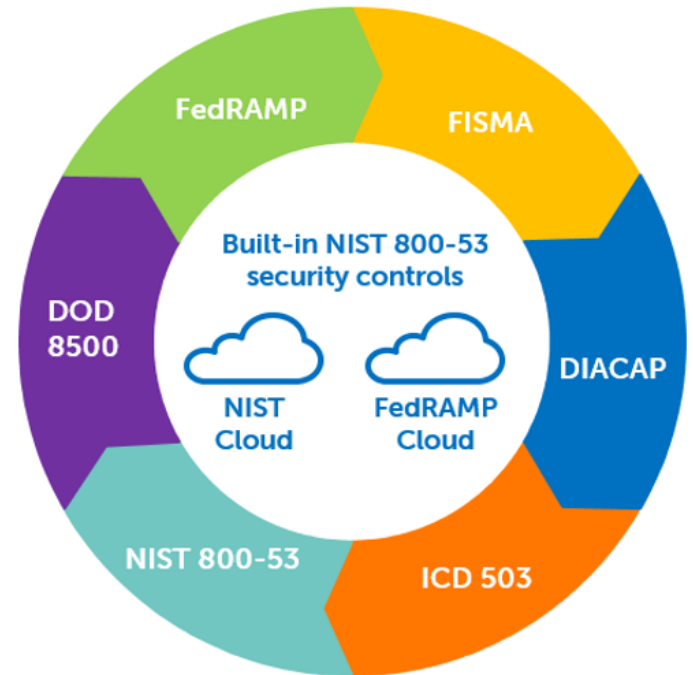 FedRAMP
FISMA
Built-in NIST 800-53
security controls
DOD
8500
DIACAP
NIST
Cloud
FedRAMP
Cloud
NIST 800-53
ICD 503